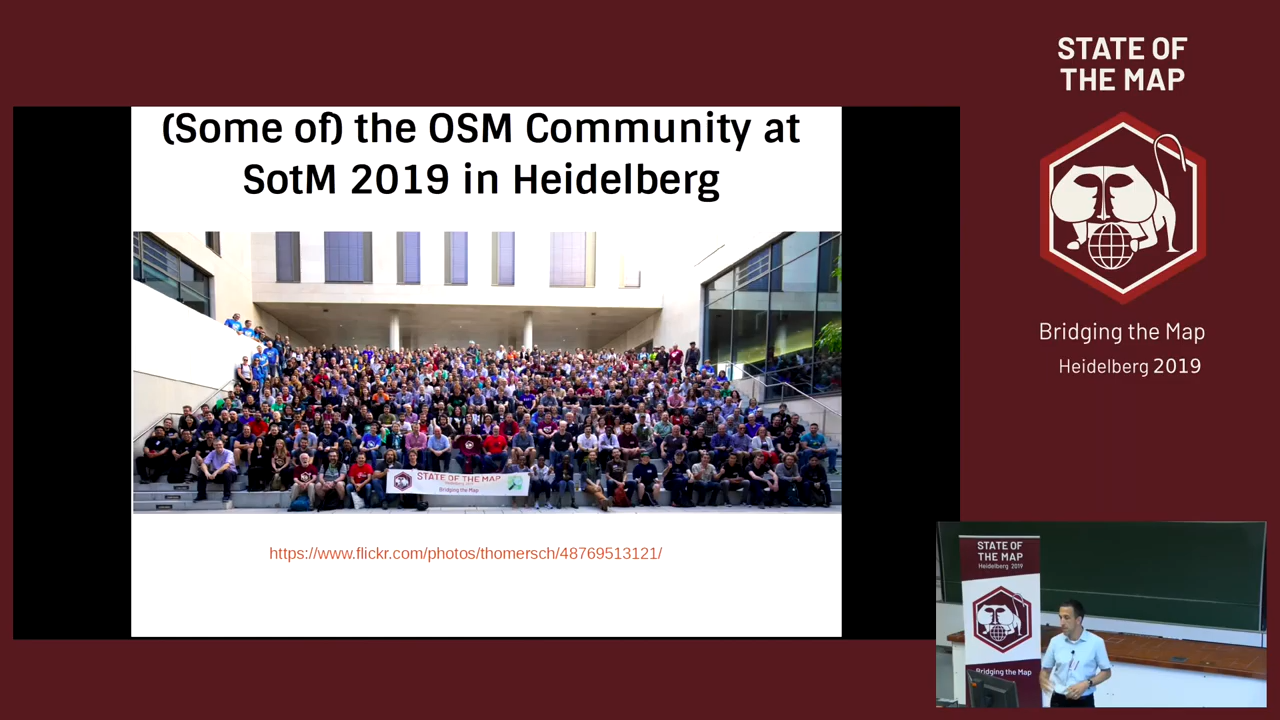 (Some of) the OSM Community at
SotM 2019 in Heidelberg
STATE OF THE MAP
Heidelberg 2019
Bridging the Map
https://www.flickr.com/photos/thomersch/48769513121/
STATE OF
THE MAP
Bridging the Map
Heidelberg 2019
STATE OF
THE MAP
Heidelberg 2019
Bridging the Map